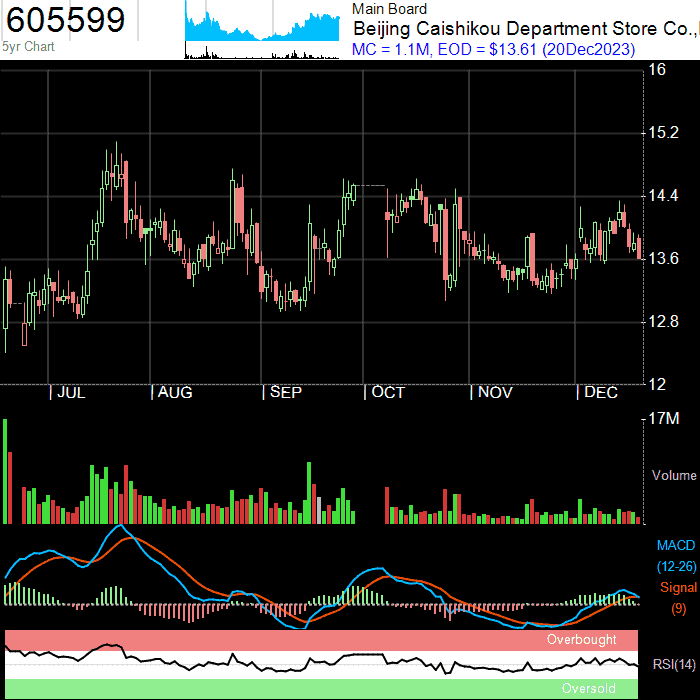 605599
5yr Chart
Main Board
Beijing Caishikou Department Store Co.,
MC = 1.1M, EOD = $13.61 (20Dec2023)
16
15.2
14.4
13.6
12.8
12
JUL AUG SEP OCT NOV DEC
17M
Volume
MACD
(12-26)
Signal
(9)
Overbought
RSI(14)
Oversold